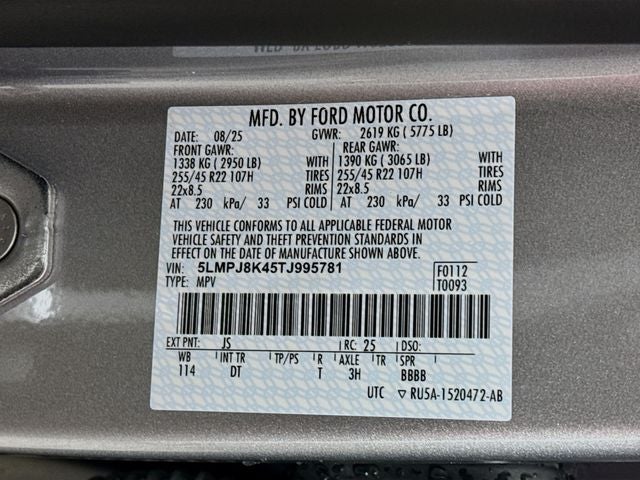 MFD. BY FORD MOTOR CO.
DATE: 08/25 GVWR: 2619 KG ( 5775 LB)
FRONT GAWR: REAR GAWR:
1338 KG ( 2950 LB) WITH 1390 KG ( 3065 LB) WITH
255/45 R22 107H TIRES 255/45 R22 107H TIRES
22x8.5 RIMS 22x8.5 RIMS
AT 230 kPa/ 33 PSI COLD AT 230 kPa/ 33 PSI COLD
THIS VEHICLE CONFORMS TO ALL APPLICABLE FEDERAL MOTOR
VEHICLE SAFETY AND THEFT PREVENTION STANDARDS IN
EFFECT ON THE DATE OF MANUFACTURE SHOWN ABOVE.
VIN: 5LMPJ8K45TJ995781 F0112
TYPE: MPV T0093
EXT PNT: JS RC: 25 DSO:
WB INT TR TP/PS R AXLE TR SPR
114 DT T 3H BBBB
UTC ▽ RU5A-1520472-AB